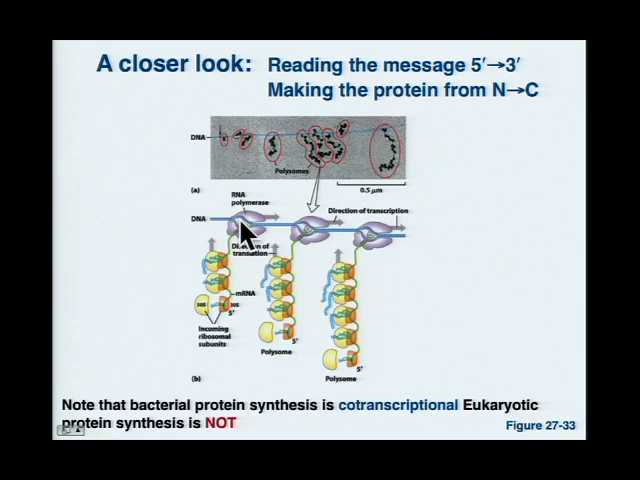 A closer look: Reading the message 5′→3′
Making the protein from N→C
DNA
Polysomes
0.5 μm
(a)
RNA
polymerase
DNA
Direction of transcription
Direction of
translation
mRNA
50S
30S
5′
Incoming
ribosomal
subunits
5′
Polysome
5′
Polysome
(b)
Note that bacterial protein synthesis is cotranscriptional Eukaryotic
protein synthesis is NOT
Figure 27-33